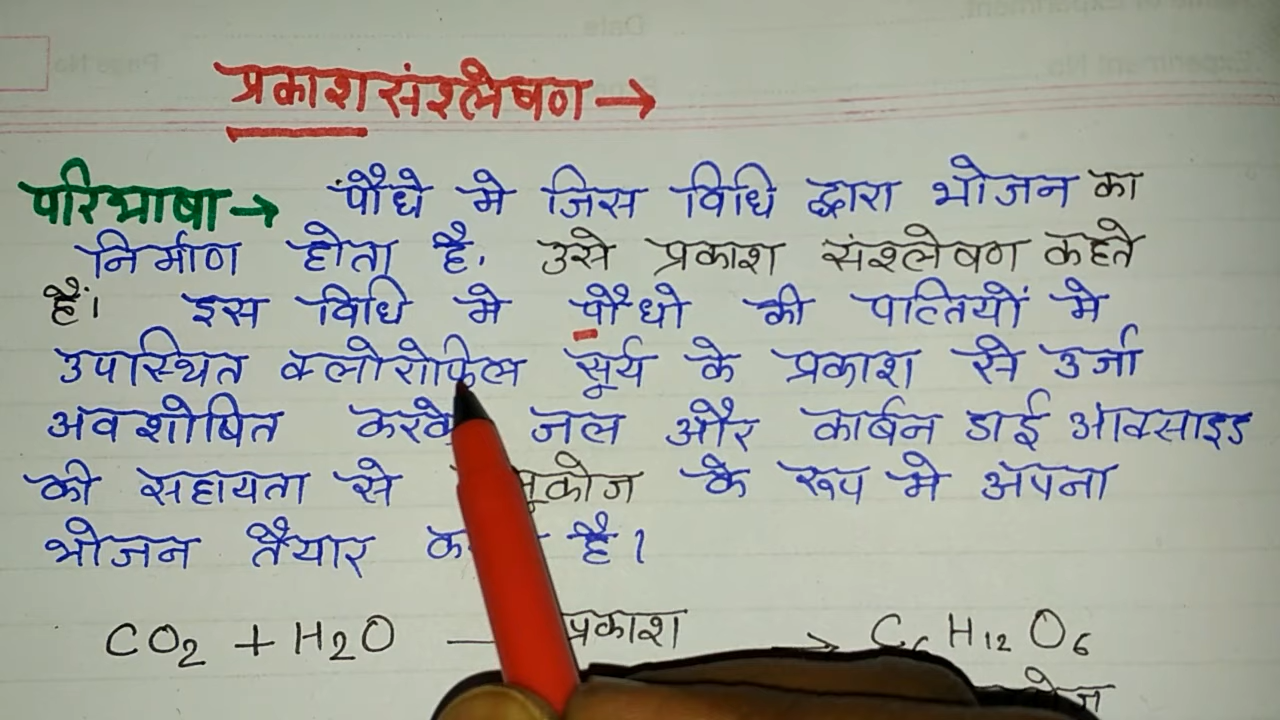 प्रकाश संश्लेषण →
परिभाषा → पौधे मे जिस विधि द्वारा भोजन का
निर्माण होता है, उसे प्रकाश संश्लेषण कहते
हैं। इस विधि मे पौधो की पत्तियों मे
उपस्थित क्लोरोफिल सूर्य के प्रकाश से उर्जा
अवशोषित करके जल और कार्बन डाई आक्साइड
की सहायता से के रूप मे अपना
भोजन तैयार है।
CO2 + H2O प्रकाश → C6H12O6